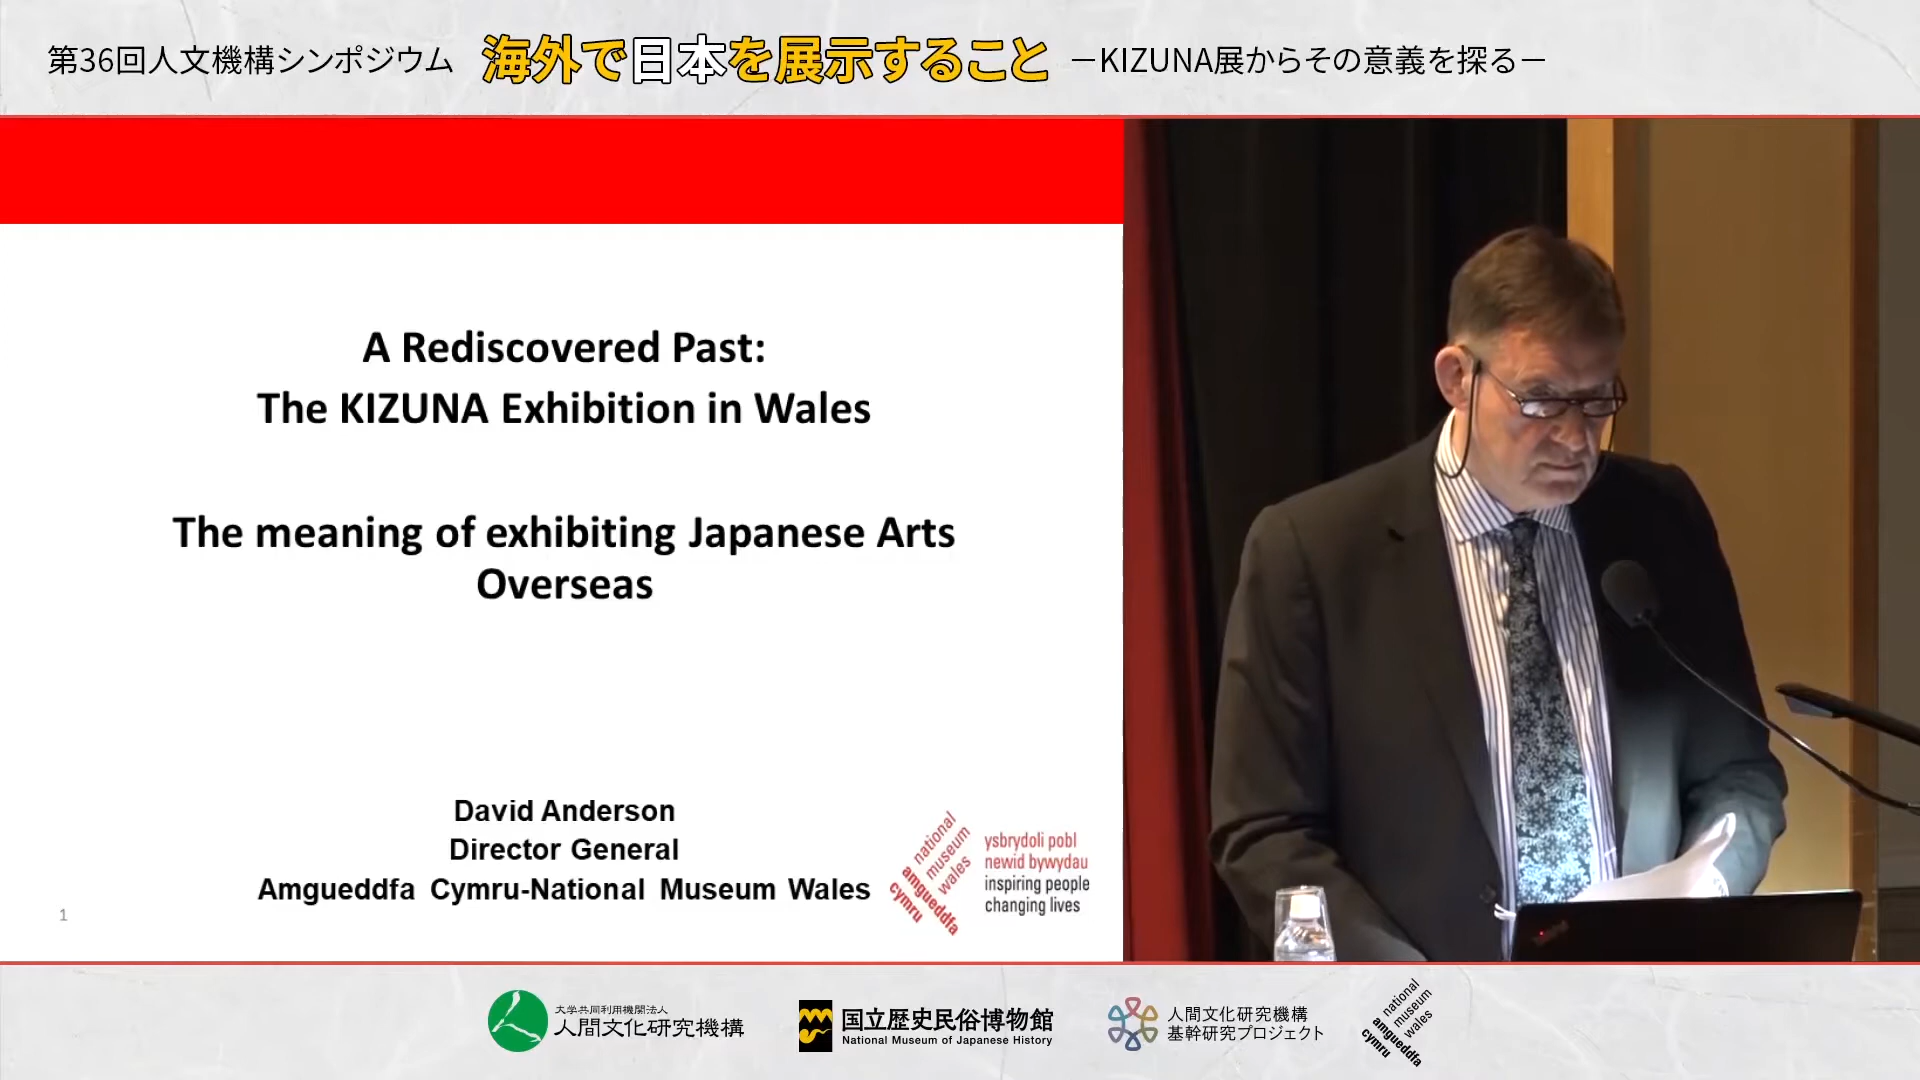 第36回人文機構シンポジウム 海外で日本を展示すること －KIZUNA展からその意義を探る－
A Rediscovered Past:
The KIZUNA Exhibition in Wales
The meaning of exhibiting Japanese Arts
Overseas
David Anderson
Director General
Amgueddfa Cymru-National Museum Wales
national
museum
wales
amgueddfa
cymru
ysbrydoli pobl
newid bywydau
inspiring people
changing lives
1
大学共同利用機関法人
人間文化研究機構
国立歴史民俗博物館
National Museum of Japanese History
人間文化研究機構
基幹研究プロジェクト
national
museum
wales
amgueddfa
cymru